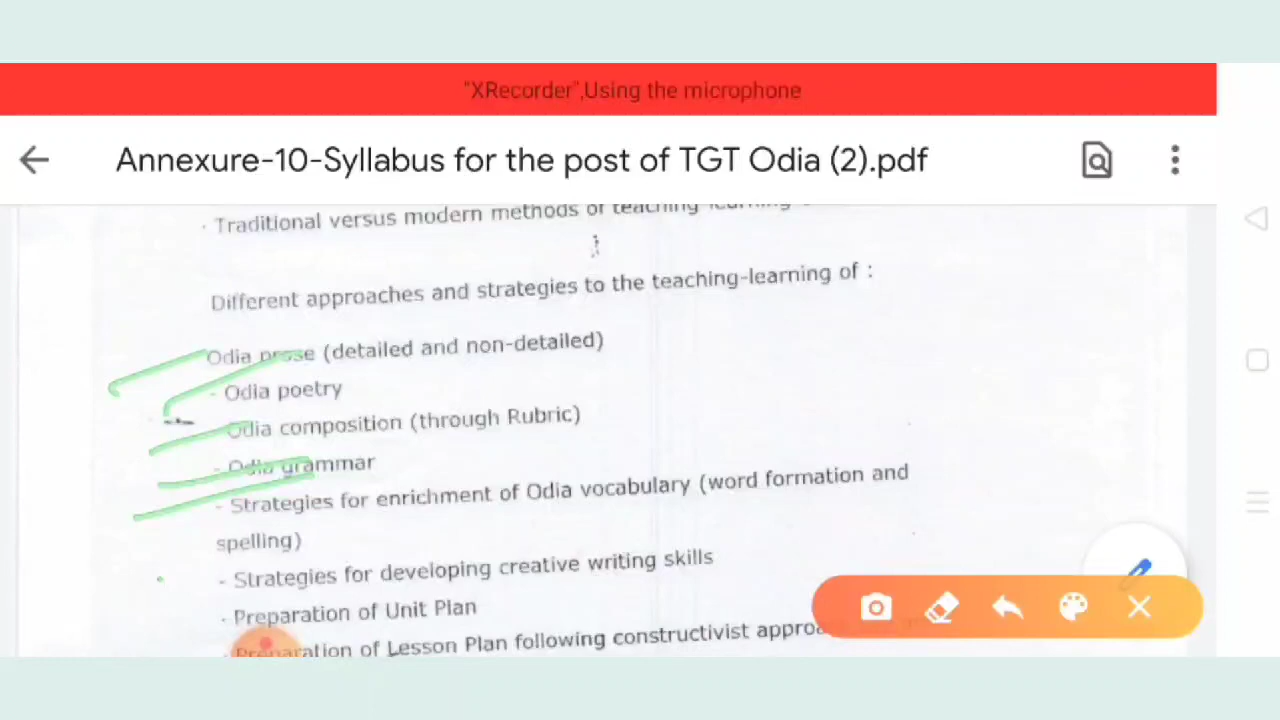 "XRecorder",Using the microphone
Annexure-10-Syllabus for the post of TGT Odia (2).pdf
· Traditional versus modern methods of teaching-learning
Different approaches and strategies to the teaching-learning of :
Odia prose (detailed and non-detailed)
- Odia poetry
Odia composition (through Rubric)
- Odia grammar
- Strategies for enrichment of Odia vocabulary (word formation and
spelling)
- Strategies for developing creative writing skills
· Preparation of Unit Plan
Preparation of Lesson Plan following constructivist